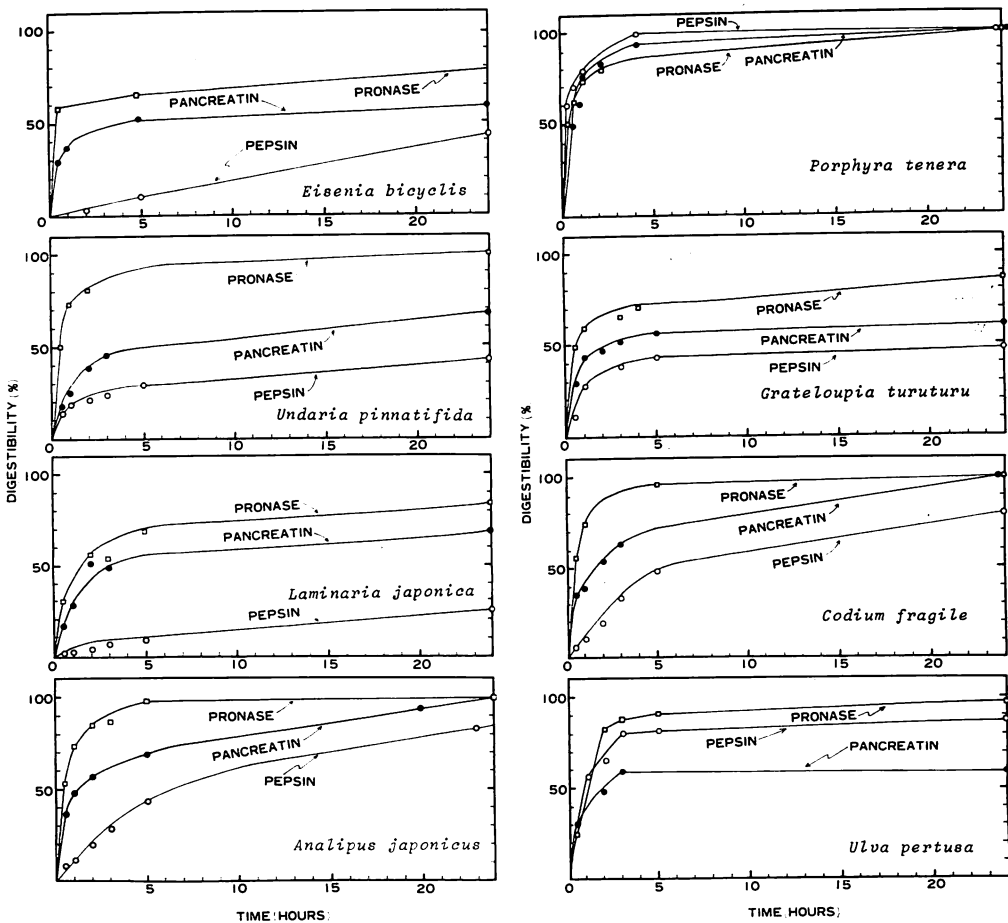 DIGESTIBILITY (%)
100
50
PANCREATIN
PRONASE
PEPSIN
Eisenia bicyclis
0 5 10 15 20
100
50
PRONASE
PANCREATIN
PEPSIN
Undaria pinnatifida
0 5 10 15 20
100
50
PRONASE
PANCREATIN
PEPSIN
Laminaria japonica
0 5 10 15 20
100
50
PRONASE
PANCREATIN
PEPSIN
Analipus japonicus
0 5 10 15 20
TIME (HOURS)
DIGESTIBILITY (%
100
50
PEPSIN
PRONASE
PANCREATIN
Porphyra tenera
0 5 10 15 20
100
50
PRONASE
PANCREATIN
PEPSIN
Grateloupia turuturu
0 5 10 15 20
100
50
PRONASE
PANCREATIN
PEPSIN
Codium fragile
0 5 10 15 20
100
50
PRONASE
PEPSIN
PANCREATIN
Ulva pertusa
0 5 10 15 20
TIME (HOURS)